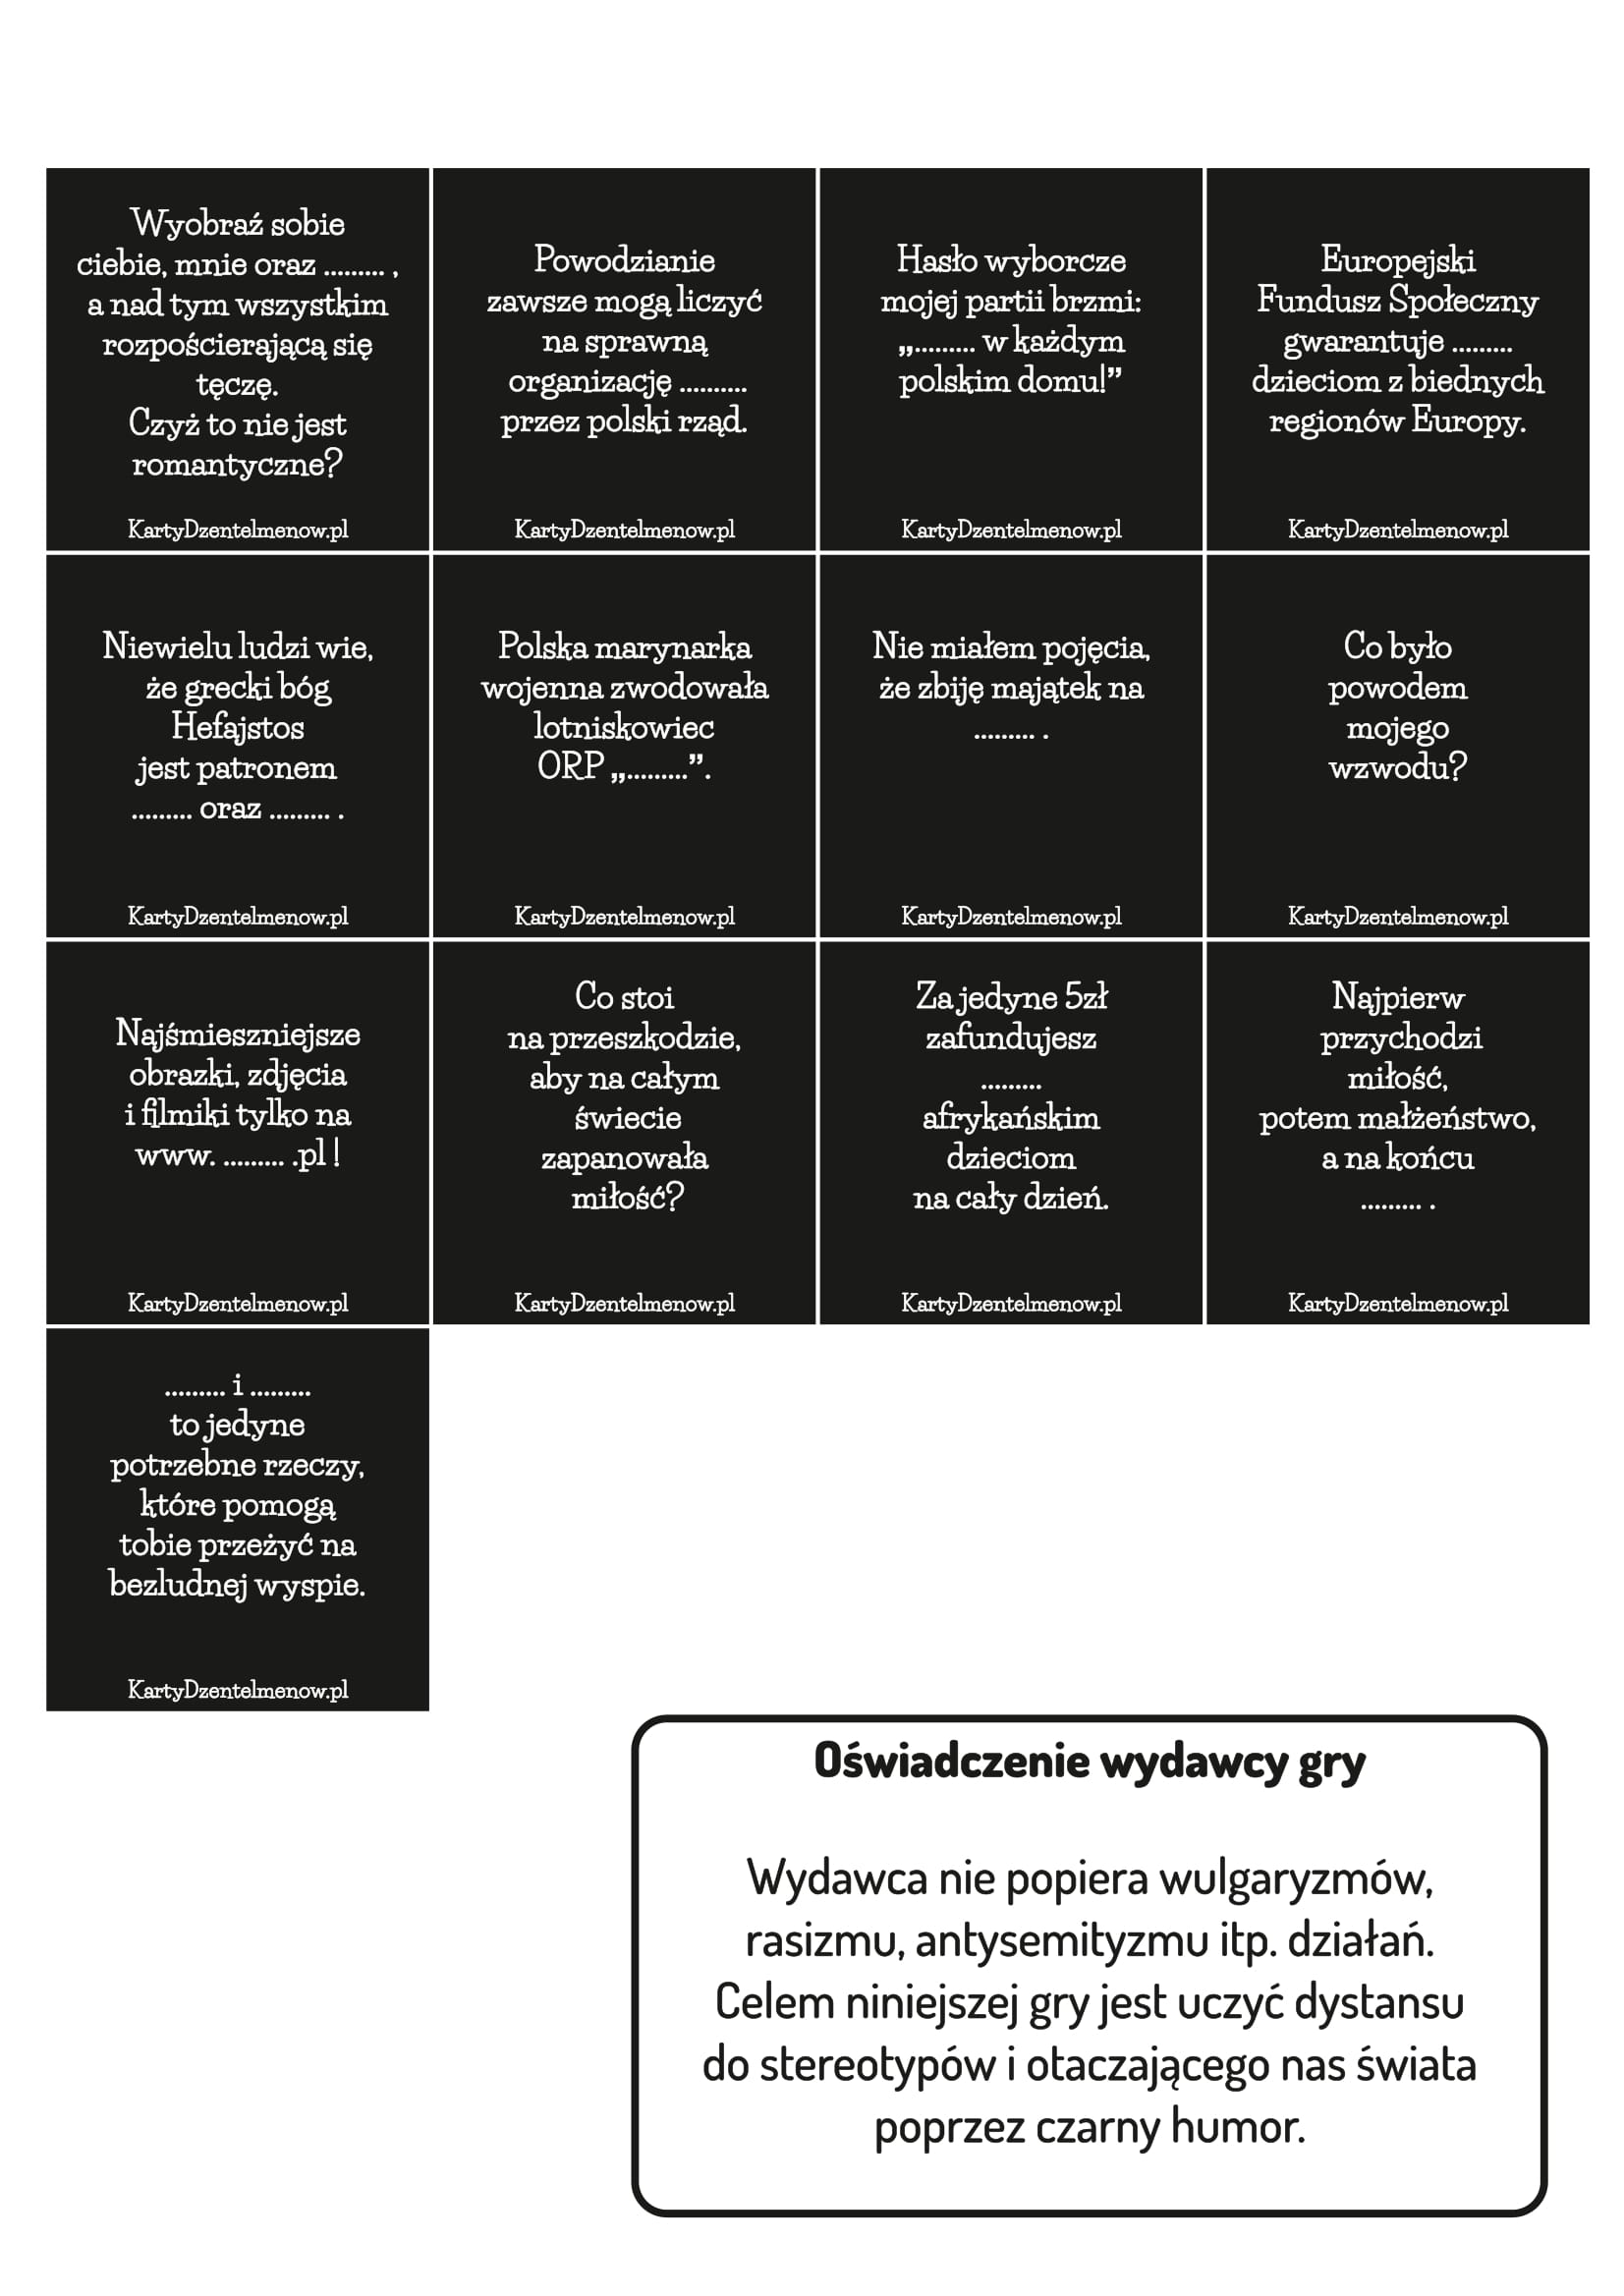 Wyobraź sobie
ciebie, mnie oraz ......... ,
a nad tym wszystkim
rozpościerającą się
tęczę.
Czyż to nie jest
romantyczne?
KartyDzentelmenow.pl
Powodzianie
zawsze mogą liczyć
na sprawną
organizację ..........
przez polski rząd.
KartyDzentelmenow.pl
Hasło wyborcze
mojej partii brzmi:
„......... w każdym
polskim domu!”
KartyDzentelmenow.pl
Europejski
Fundusz Społeczny
gwarantuje .........
dzieciom z biednych
regionów Europy.
KartyDzentelmenow.pl
Niewielu ludzi wie,
że grecki bóg
Hefajstos
jest patronem
......... oraz ......... .
KartyDzentelmenow.pl
Polska marynarka
wojenna zwodowała
lotniskowiec
ORP „.........”.
KartyDzentelmenow.pl
Nie miałem pojęcia,
że zbiję majątek na
......... .
KartyDzentelmenow.pl
Co było
powodem
mojego
wzwodu?
KartyDzentelmenow.pl
Najśmieszniejsze
obrazki, zdjęcia
i filmiki tylko na
www. ......... .pl !
KartyDzentelmenow.pl
Co stoi
na przeszkodzie,
aby na całym
świecie
zapanowała
miłość?
KartyDzentelmenow.pl
Za jedyne 5zł
zafundujesz
.........
afrykańskim
dzieciom
na cały dzień.
KartyDzentelmenow.pl
Najpierw
przychodzi
miłość,
potem małżeństwo,
a na końcu
......... .
KartyDzentelmenow.pl
......... i .........
to jedyne
potrzebne rzeczy,
które pomogą
tobie przeżyć na
bezludnej wyspie.
KartyDzentelmenow.pl
Oświadczenie wydawcy gry
Wydawca nie popiera wulgaryzmów,
rasizmu, antysemityzmu itp. działań.
Celem niniejszej gry jest uczyć dystansu
do stereotypów i otaczającego nas świata
poprzez czarny humor.